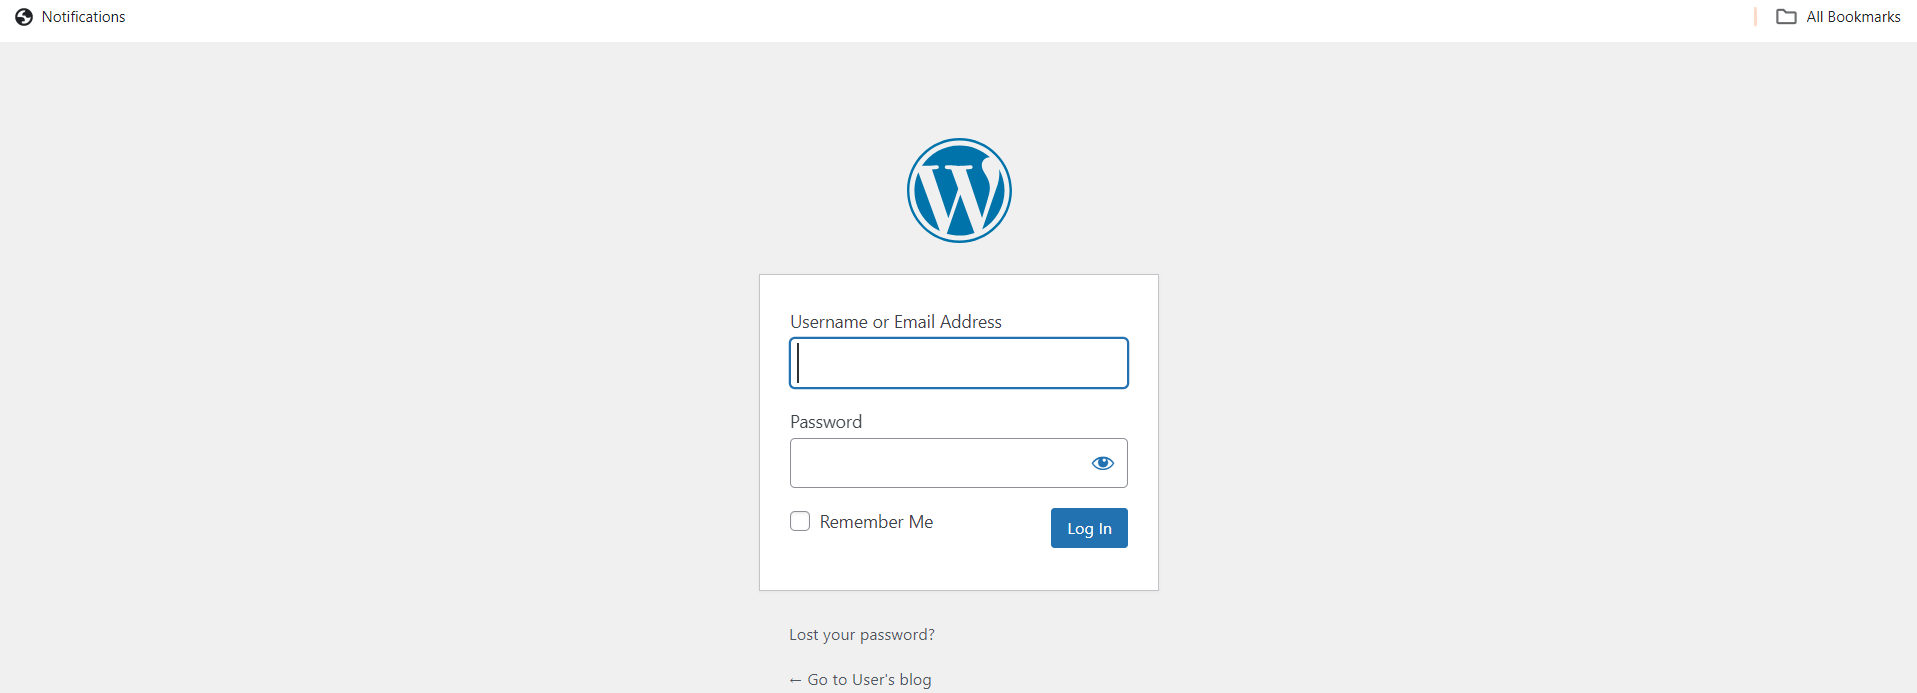 Notifications
All Bookmarks
W
Username or Email Address
Password
Remember Me
Log In
Lost your password?
← Go to User's blog